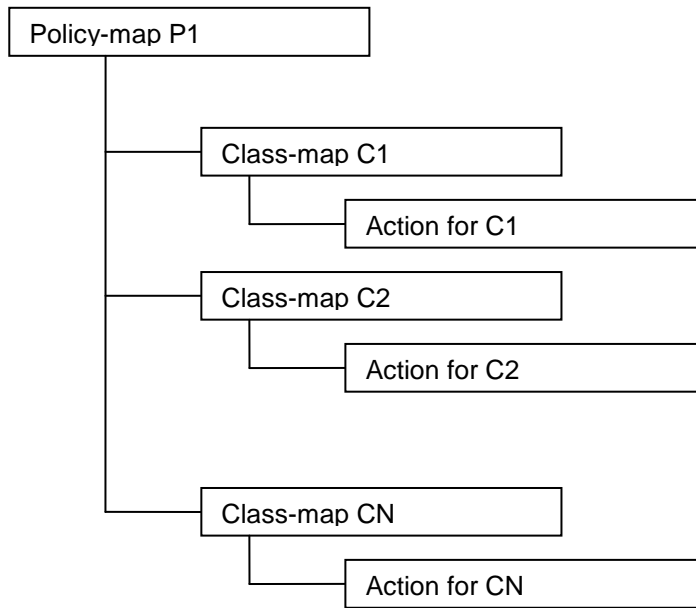 Policy-map P1
Class-map C1
Action for C1
Class-map C2
Action for C2
Class-map CN
Action for CN